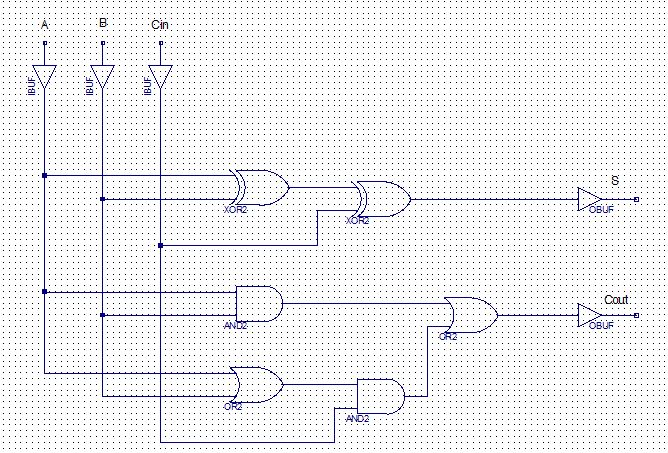 A B Cin
IBUF IBUF IBUF
S
XOR2 XOR2 OBUF
Cout
AND2 OR2 OBUF
OR2 AND2